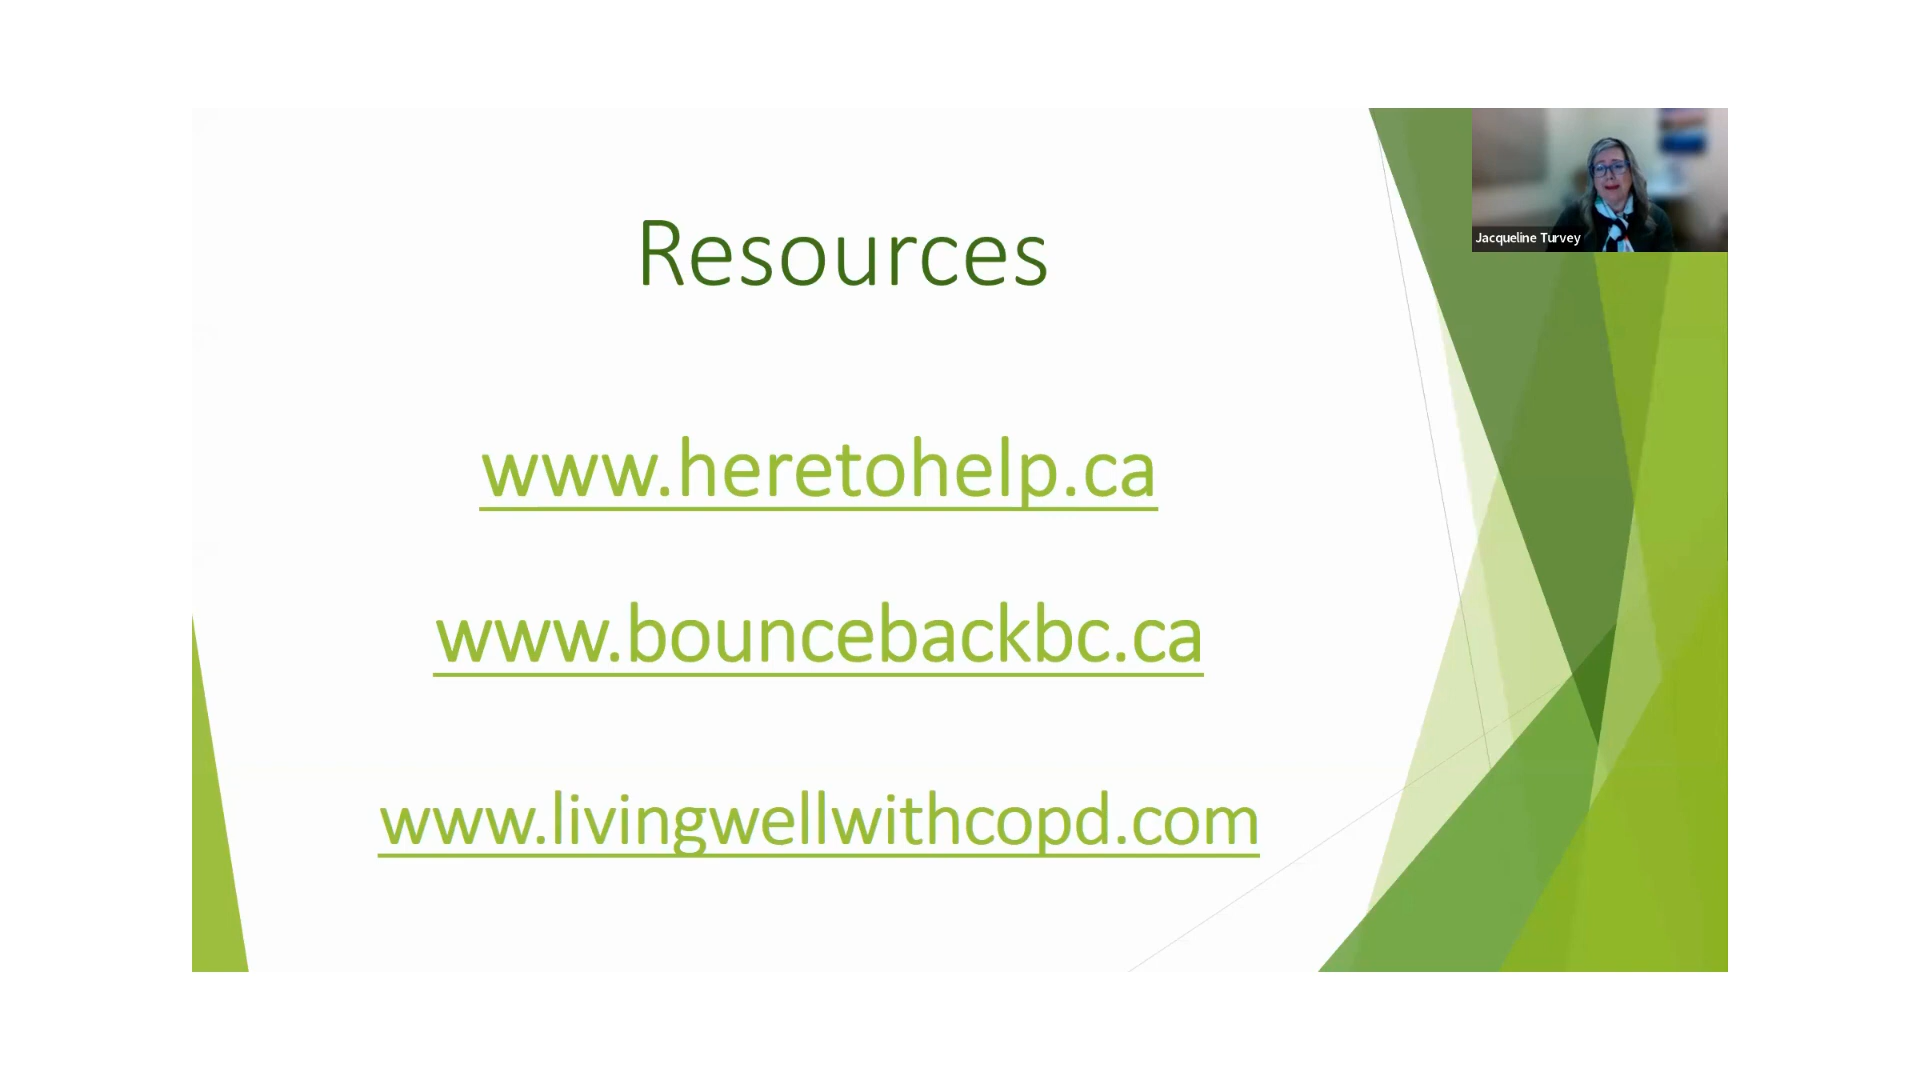 Resources
Jacqueline Turvey
www.heretohelp.ca
www.bouncebackbc.ca
www.livingwellwithcopd.com